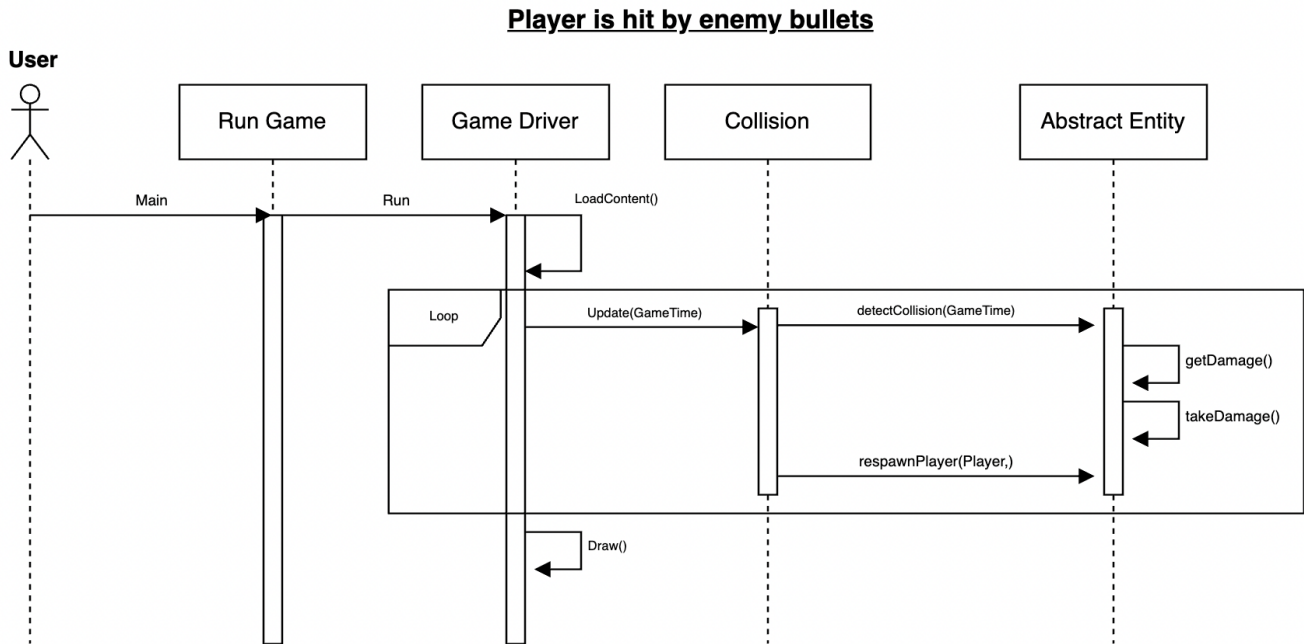 Player is hit by enemy bullets
User
Run Game
Game Driver
Collision
Abstract Entity
Main
Run
LoadContent()
Loop
Update(GameTime)
detectCollision(GameTime)
getDamage()
takeDamage()
respawnPlayer(Player,)
Draw()